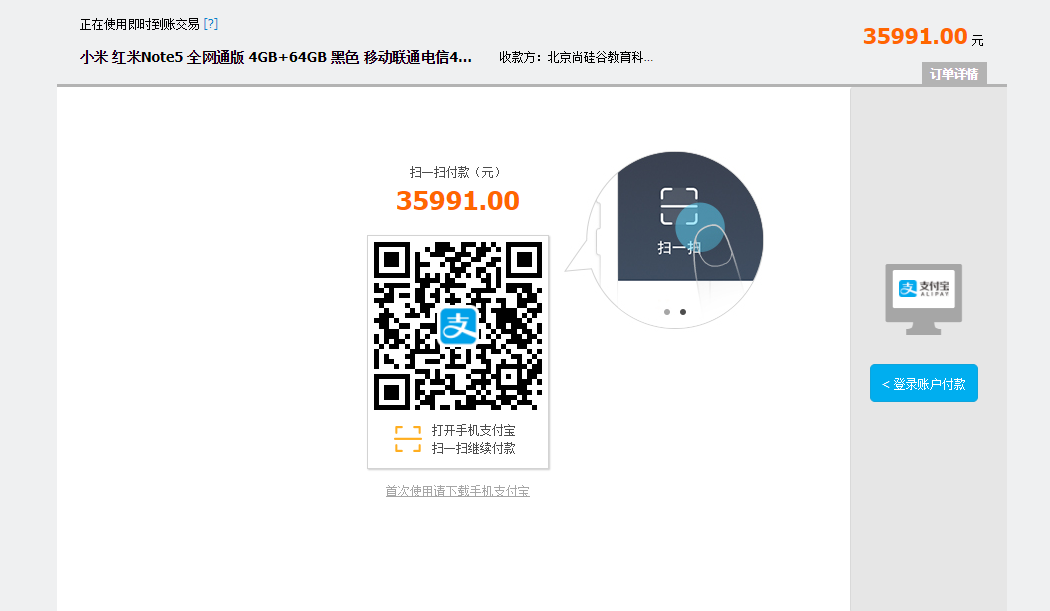 正在使用即时到账交易 [?]
35991.00 元
小米 红米Note5 全网通版 4GB+64GB 黑色 移动联通电信4... 收款方：北京尚硅谷教育科...
订单详情
扫一扫付款（元）
35991.00
扫一扫
支付宝
ALIPAY
< 登录账户付款
支
打开手机支付宝
扫一扫继续付款
首次使用请下载手机支付宝